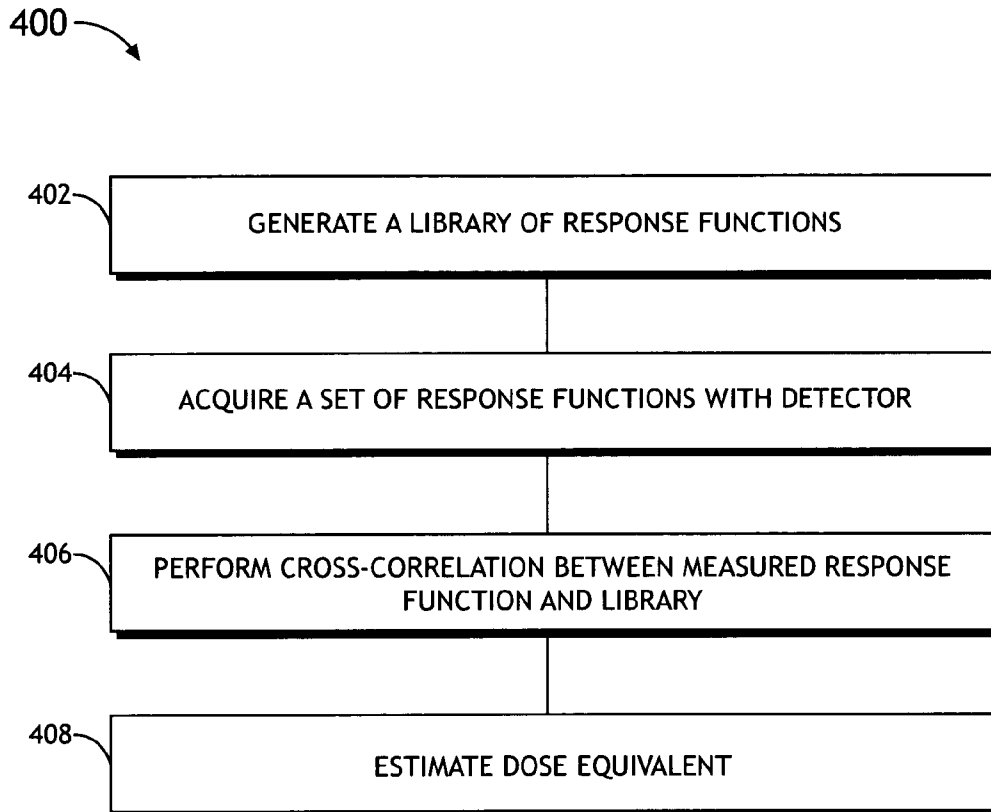 400
402
GENERATE A LIBRARY OF RESPONSE FUNCTIONS
404
ACQUIRE A SET OF RESPONSE FUNCTIONS WITH DETECTOR
406
PERFORM CROSS-CORRELATION BETWEEN MEASURED RESPONSE
FUNCTION AND LIBRARY
408
ESTIMATE DOSE EQUIVALENT